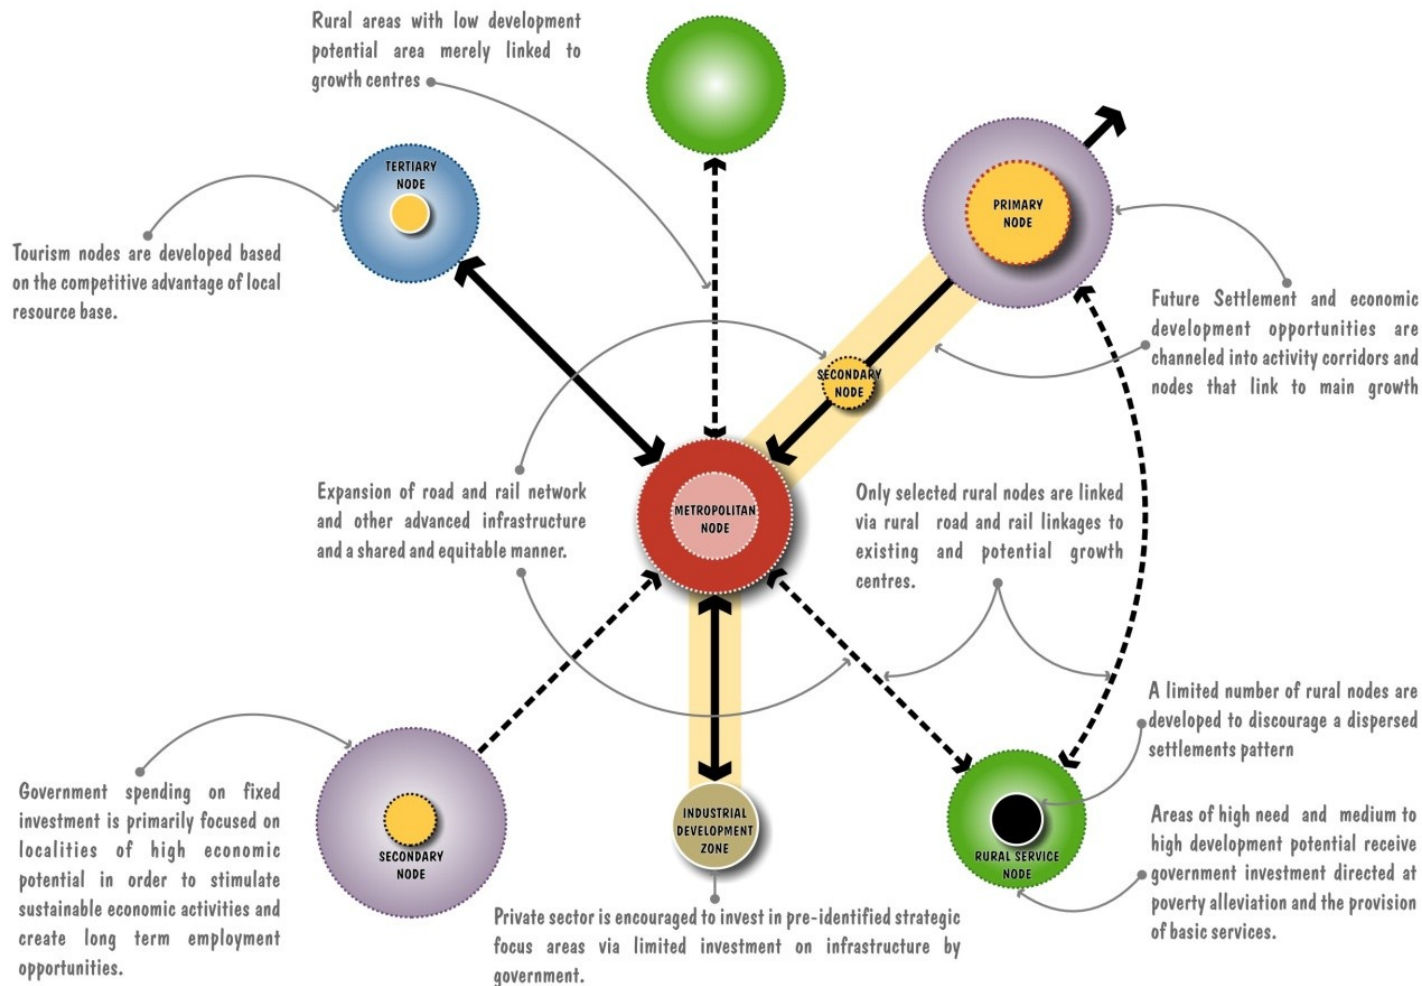 Rural areas with low development
potential area merely linked to
growth centres
TERTIARY
NODE
PRIMARY
NODE
Tourism nodes are developed based
on the competitive advantage of local
resource base.
Future Settlement and economic
development opportunities are
channeled into activity corridors and
nodes that link to main growth
SECONDARY
NODE
Expansion of road and rail network
and other advanced infrastructure
and a shared and equitable manner.
METROPOLITAN
NODE
Only selected rural nodes are linked
via rural road and rail linkages to
existing and potential growth
centres.
A limited number of rural nodes are
developed to discourage a dispersed
settlements pattern
Government spending on fixed
investment is primarily focused on
localities of high economic
potential in order to stimulate
sustainable economic activities and
create long term employment
opportunities.
SECONDARY
NODE
INDUSTRIAL
DEVELOPMENT
ZONE
RURAL SERVICE
NODE
Areas of high need and medium to
high development potential receive
government investment directed at
poverty alleviation and the provision
of basic services.
Private sector is encouraged to invest in pre-identified strategic
focus areas via limited investment on infrastructure by
government.